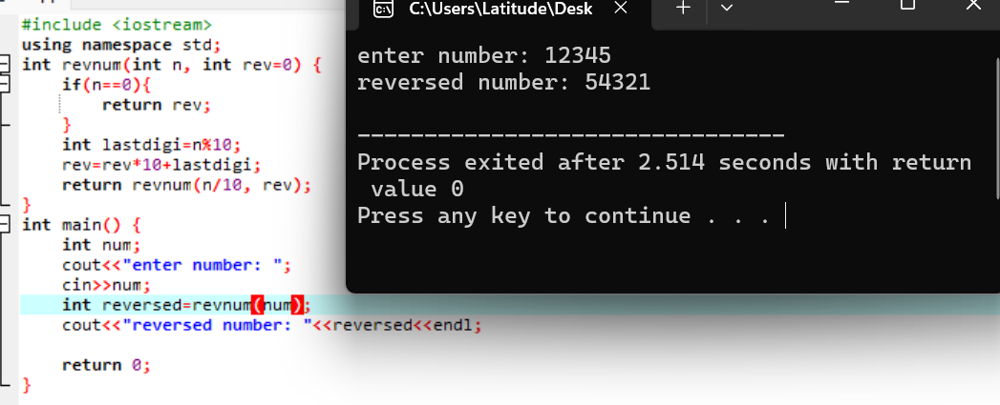 #include <iostream>
using namespace std;
int revnum(int n, int rev=0) {
    if(n==0){
        return rev;
    }
    int lastdigi=n%10;
    rev=rev*10+lastdigi;
    return revnum(n/10, rev);
}
int main() {
    int num;
    cout<<"enter number: ";
    cin>>num;
    int reversed=revnum(num);
    cout<<"reversed number: "<<reversed<<endl;
    return 0;
}
C:\Users\Latitude\Desk
enter number: 12345
reversed number: 54321
--------------------------------
Process exited after 2.514 seconds with return
 value 0
Press any key to continue . . .